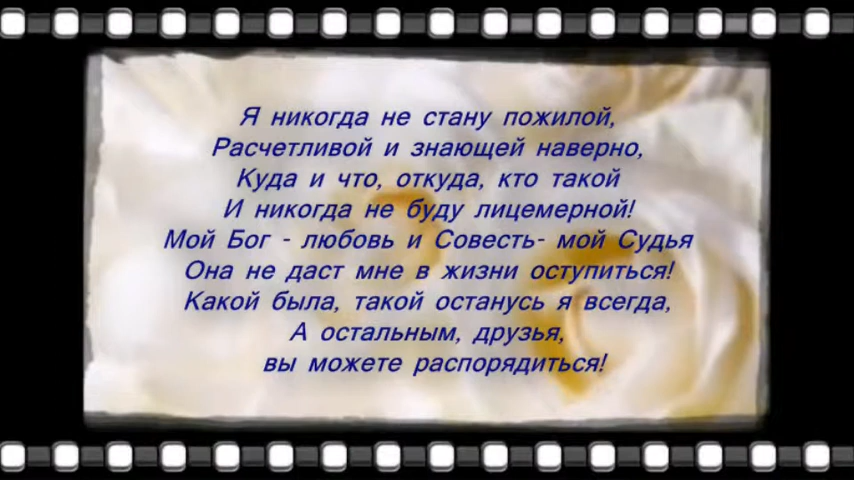 Я никогда не стану пожилой,
Расчетливой и знающей наверно,
Куда и что, откуда, кто такой
И никогда не буду лицемерной!
Мой Бог - любовь и Совесть- мой Судья
Она не даст мне в жизни оступиться!
Какой была, такой останусь я всегда,
А остальным, друзья,
вы можете распорядиться!